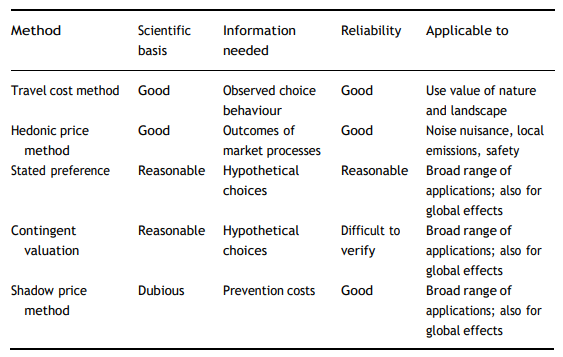 Method Scientific Information Reliability Applicable to
basis needed
Travel cost method Good Observed choice Good Use value of nature
behaviour and landscape
Hedonic price Good Outcomes of Good Noise nuisance, local
method market processes emissions, safety
Stated preference Reasonable Hypothetical Reasonable Broad range of
choices applications; also for
global effects
Contingent Reasonable Hypothetical Difficult to Broad range of
valuation choices verify applications; also for
global effects
Shadow price Dubious Prevention costs Good Broad range of
method applications; also for
global effects